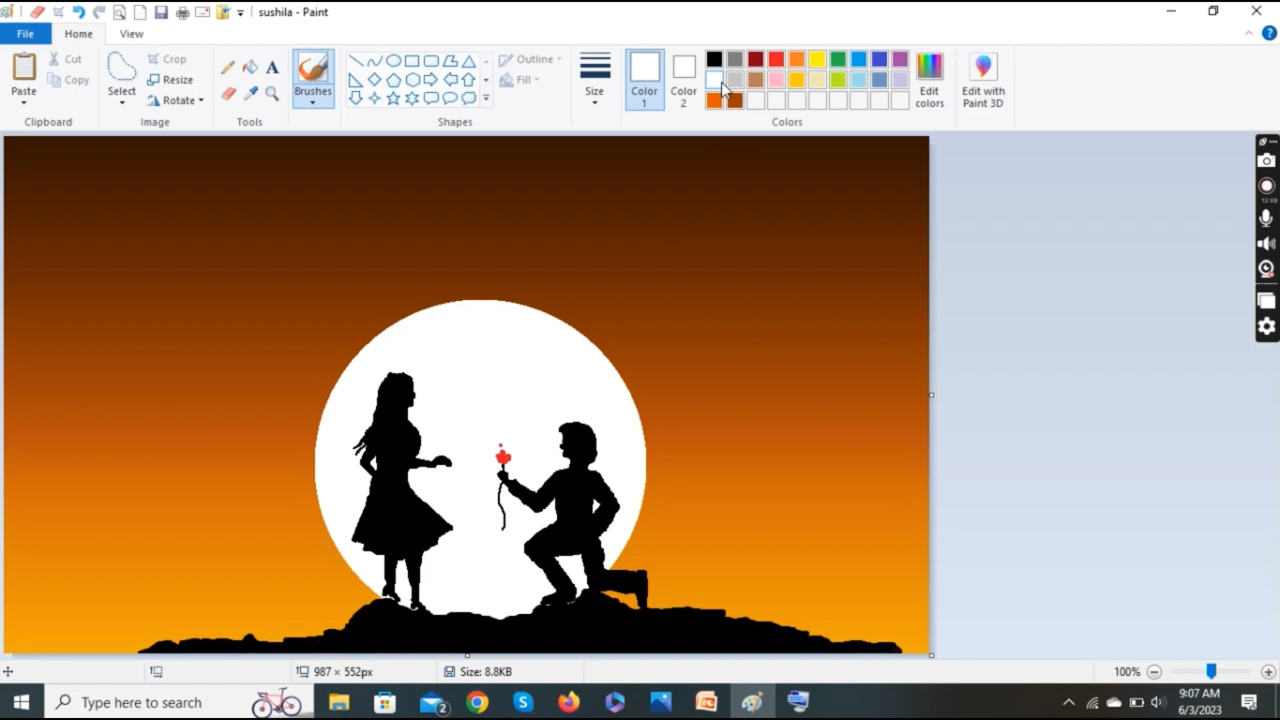 sushila - Paint
File
Home
View
Paste
Cut
Copy
Clipboard
Select
Crop
Resize
Rotate
Image
A
Tools
Brushes
Outline
Fill
Shapes
Size
Color
1
Color
2
Edit
colors
Colors
Edit with
Paint 3D
987 × 552px
Size: 8.8KB
100%
Type here to search
2
9:07 AM
6/3/2023